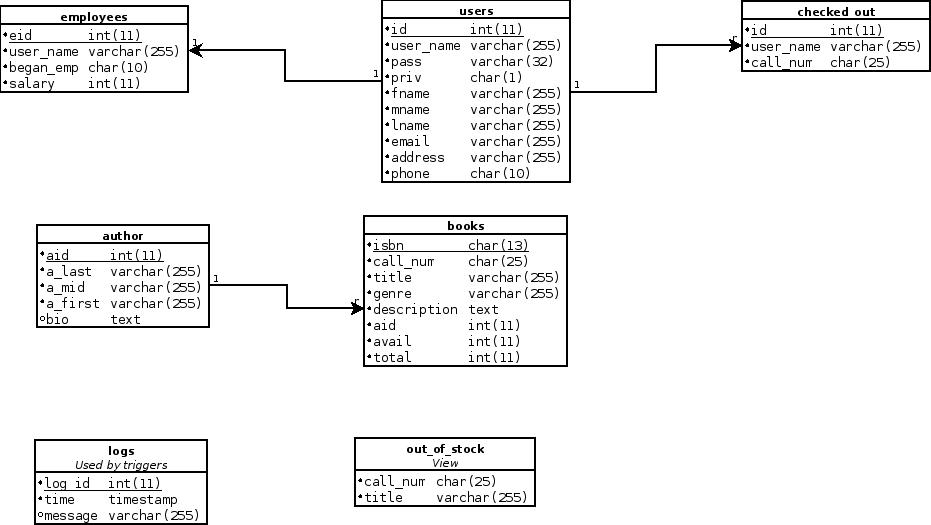 employees
eid int(11)
user_name varchar(255)
began_emp char(10)
salary int(11)
1
1
users
id int(11)
user_name varchar(255)
pass varchar(32)
priv char(1)
fname varchar(255)
mname varchar(255)
lname varchar(255)
email varchar(255)
address varchar(255)
phone char(10)
1
checked out
id int(11)
user_name varchar(255)
call_num char(25)
author
aid int(11)
a_last varchar(255)
a_mid varchar(255)
a_first varchar(255)
bio text
1
books
isbn char(13)
call_num char(25)
title varchar(255)
genre varchar(255)
description text
aid int(11)
avail int(11)
total int(11)
logs
Used by triggers
log_id int(11)
time timestamp
message varchar(255)
out_of_stock
View
call_num char(25)
title varchar(255)